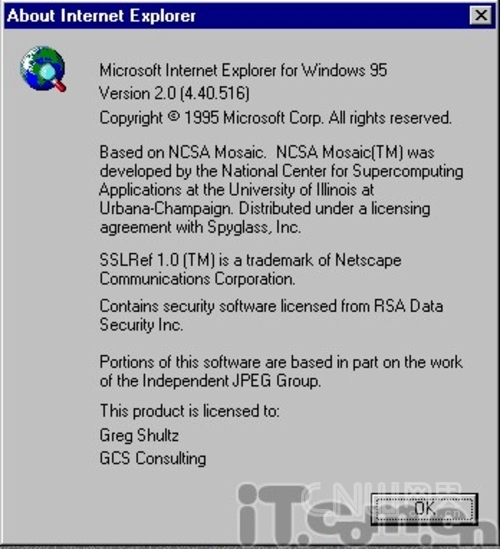 About Internet Explorer
Microsoft Internet Explorer for Windows 95
Version 2.0 (4.40.516)
Copyright © 1995 Microsoft Corp. All rights reserved.
Based on NCSA Mosaic. NCSA Mosaic(TM) was
developed by the National Center for Supercomputing
Applications at the University of Illinois at
Urbana-Champaign. Distributed under a licensing
agreement with Spyglass, Inc.
SSLRef 1.0 (TM) is a trademark of Netscape
Communications Corporation.
Contains security software licensed from RSA Data
Security Inc.
Portions of this software are based in part on the work
of the Independent JPEG Group.
This product is licensed to:
Greg Shultz
GCS Consulting
OK
iT.com.cn